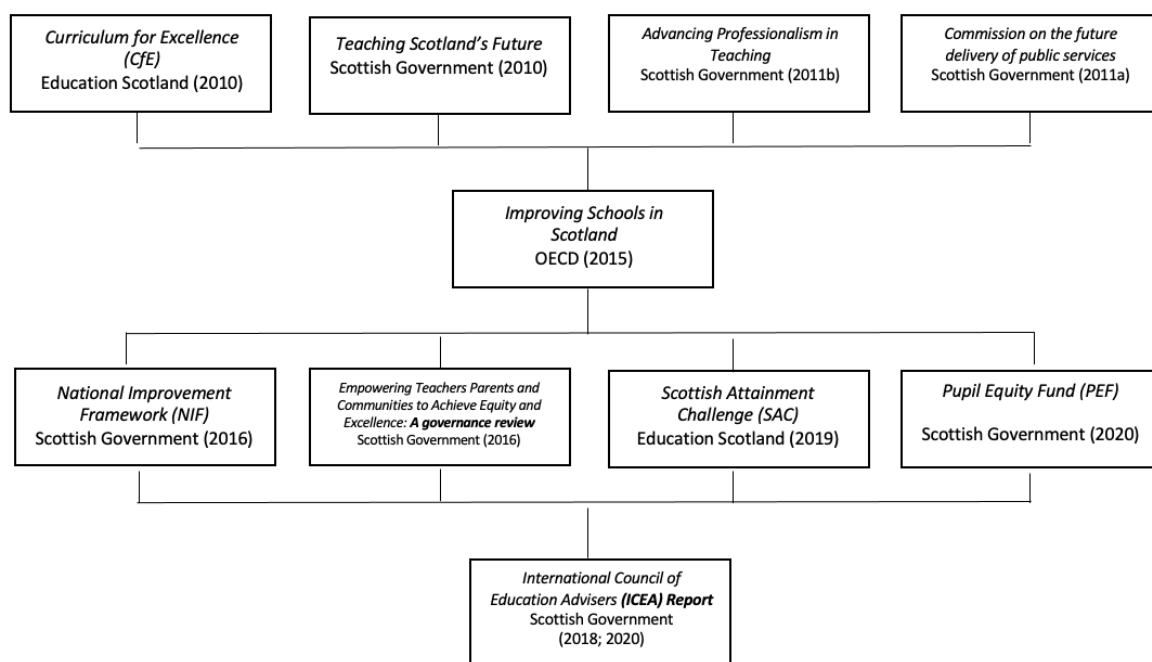 Curriculum for Excellence
(CfE)
Education Scotland (2010)
Teaching Scotland's Future
Scottish Government (2010)
Advancing Professionalism in
Teaching
Scottish Government (2011b)
Commission on the future
delivery of public services
Scottish Government (2011a)
Improving Schools in
Scotland
OECD (2015)
National Improvement
Framework (NIF)
Scottish Government (2016)
Empowering Teachers Parents and
Communities to Achieve Equity and
Excellence: A governance review
Scottish Government (2016)
Scottish Attainment
Challenge (SAC)
Education Scotland (2019)
Pupil Equity Fund (PEF)
Scottish Government (2020)
International Council of
Education Advisers (ICEA) Report
Scottish Government
(2018; 2020)